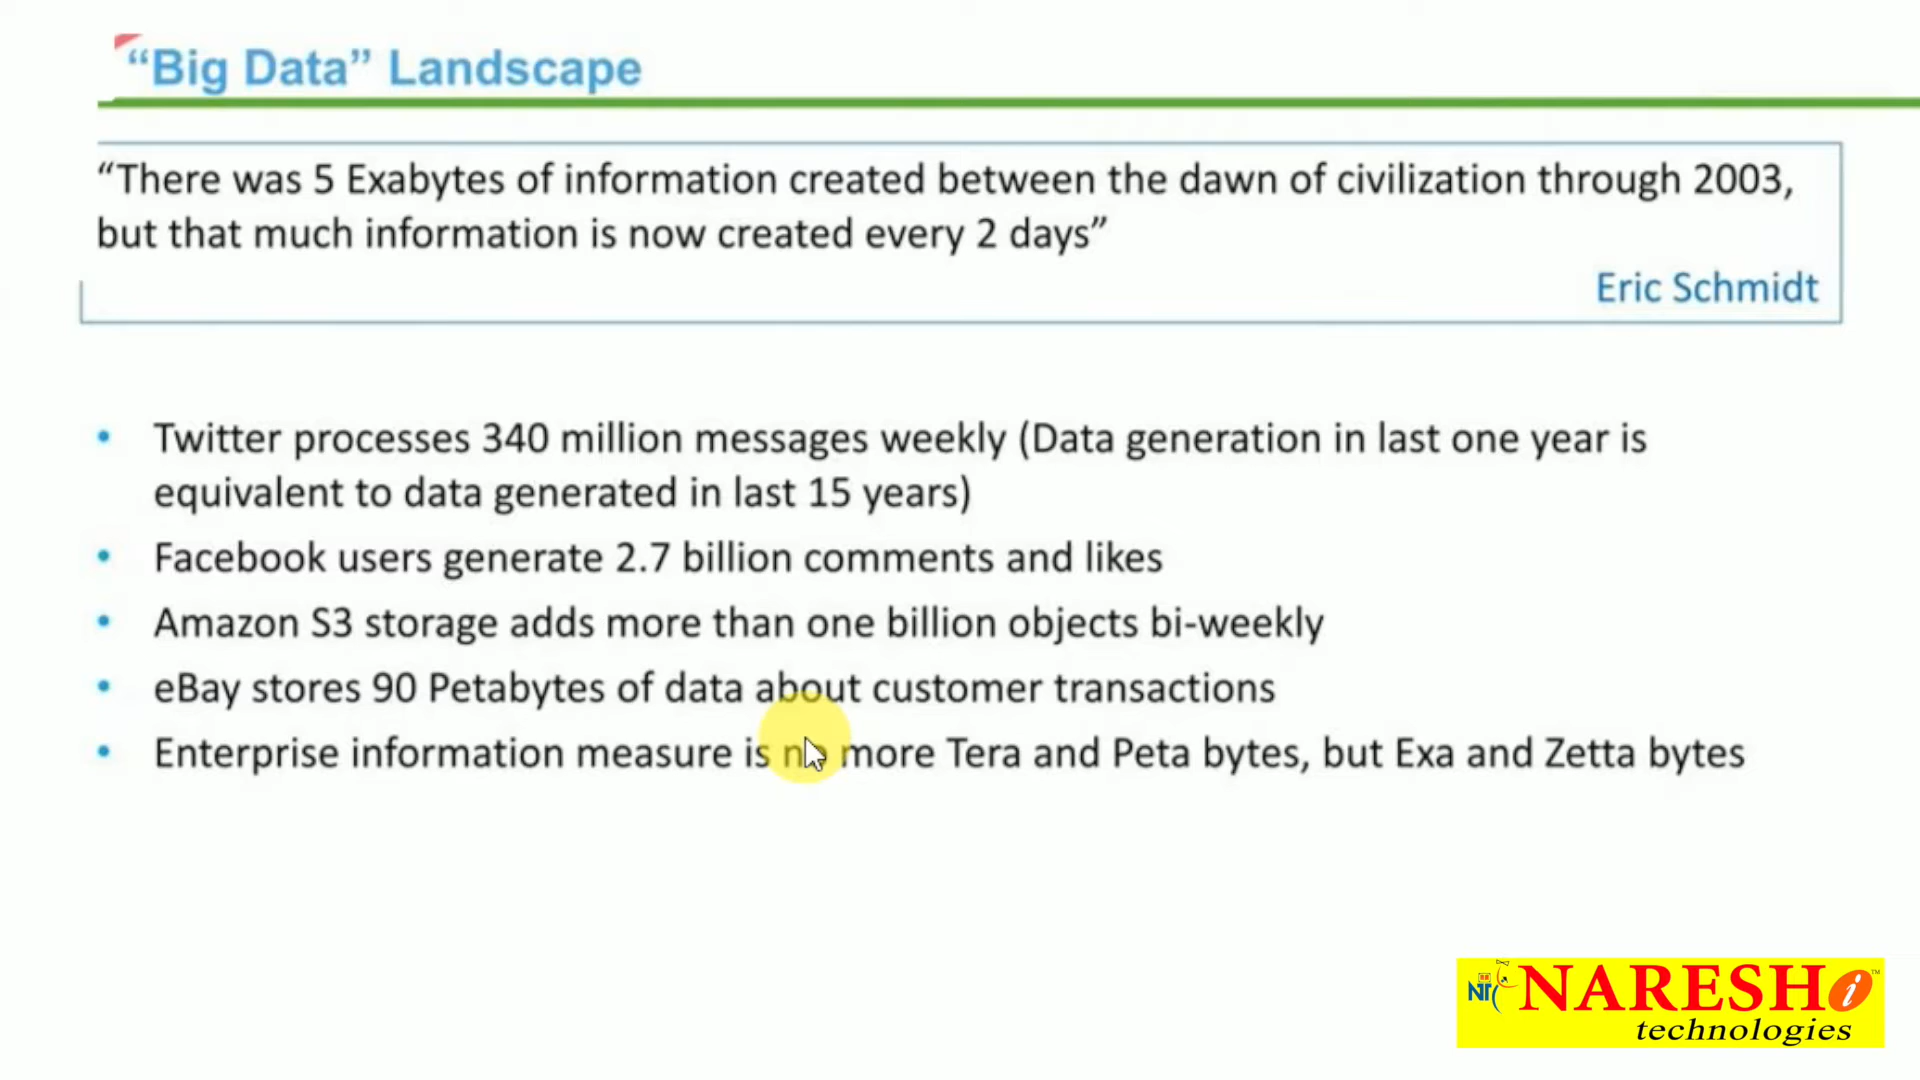 “Big Data” Landscape
“There was 5 Exabytes of information created between the dawn of civilization through 2003,
but that much information is now created every 2 days”
Eric Schmidt
• Twitter processes 340 million messages weekly (Data generation in last one year is
equivalent to data generated in last 15 years)
• Facebook users generate 2.7 billion comments and likes
• Amazon S3 storage adds more than one billion objects bi-weekly
• eBay stores 90 Petabytes of data about customer transactions
• Enterprise information measure is no more Tera and Peta bytes, but Exa and Zetta bytes
NT NARESH i ™
technologies